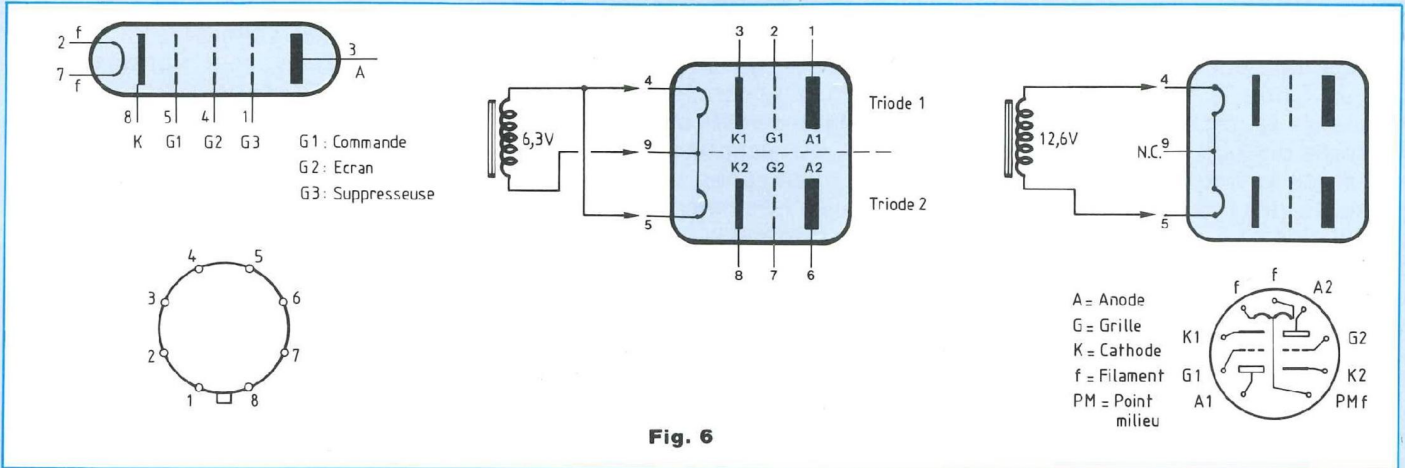 f
2
7
f
3
A
8 5 4 1
K G1 G2 G3
G1: Commande
G2: Ecran
G3: Suppresseuse
4 5
3 6
2 7
1 8
6,3V
3 2 1
4
9
5
K1 G1 A1
K2 G2 A2
8 7 6
Triode 1
Triode 2
12,6V
4
N.C. 9
5
A = Anode
G = Grille
K = Cathode
f = Filament
PM = Point
milieu
f f A2
K1 G2
G1 K2
A1 PMf
Fig. 6